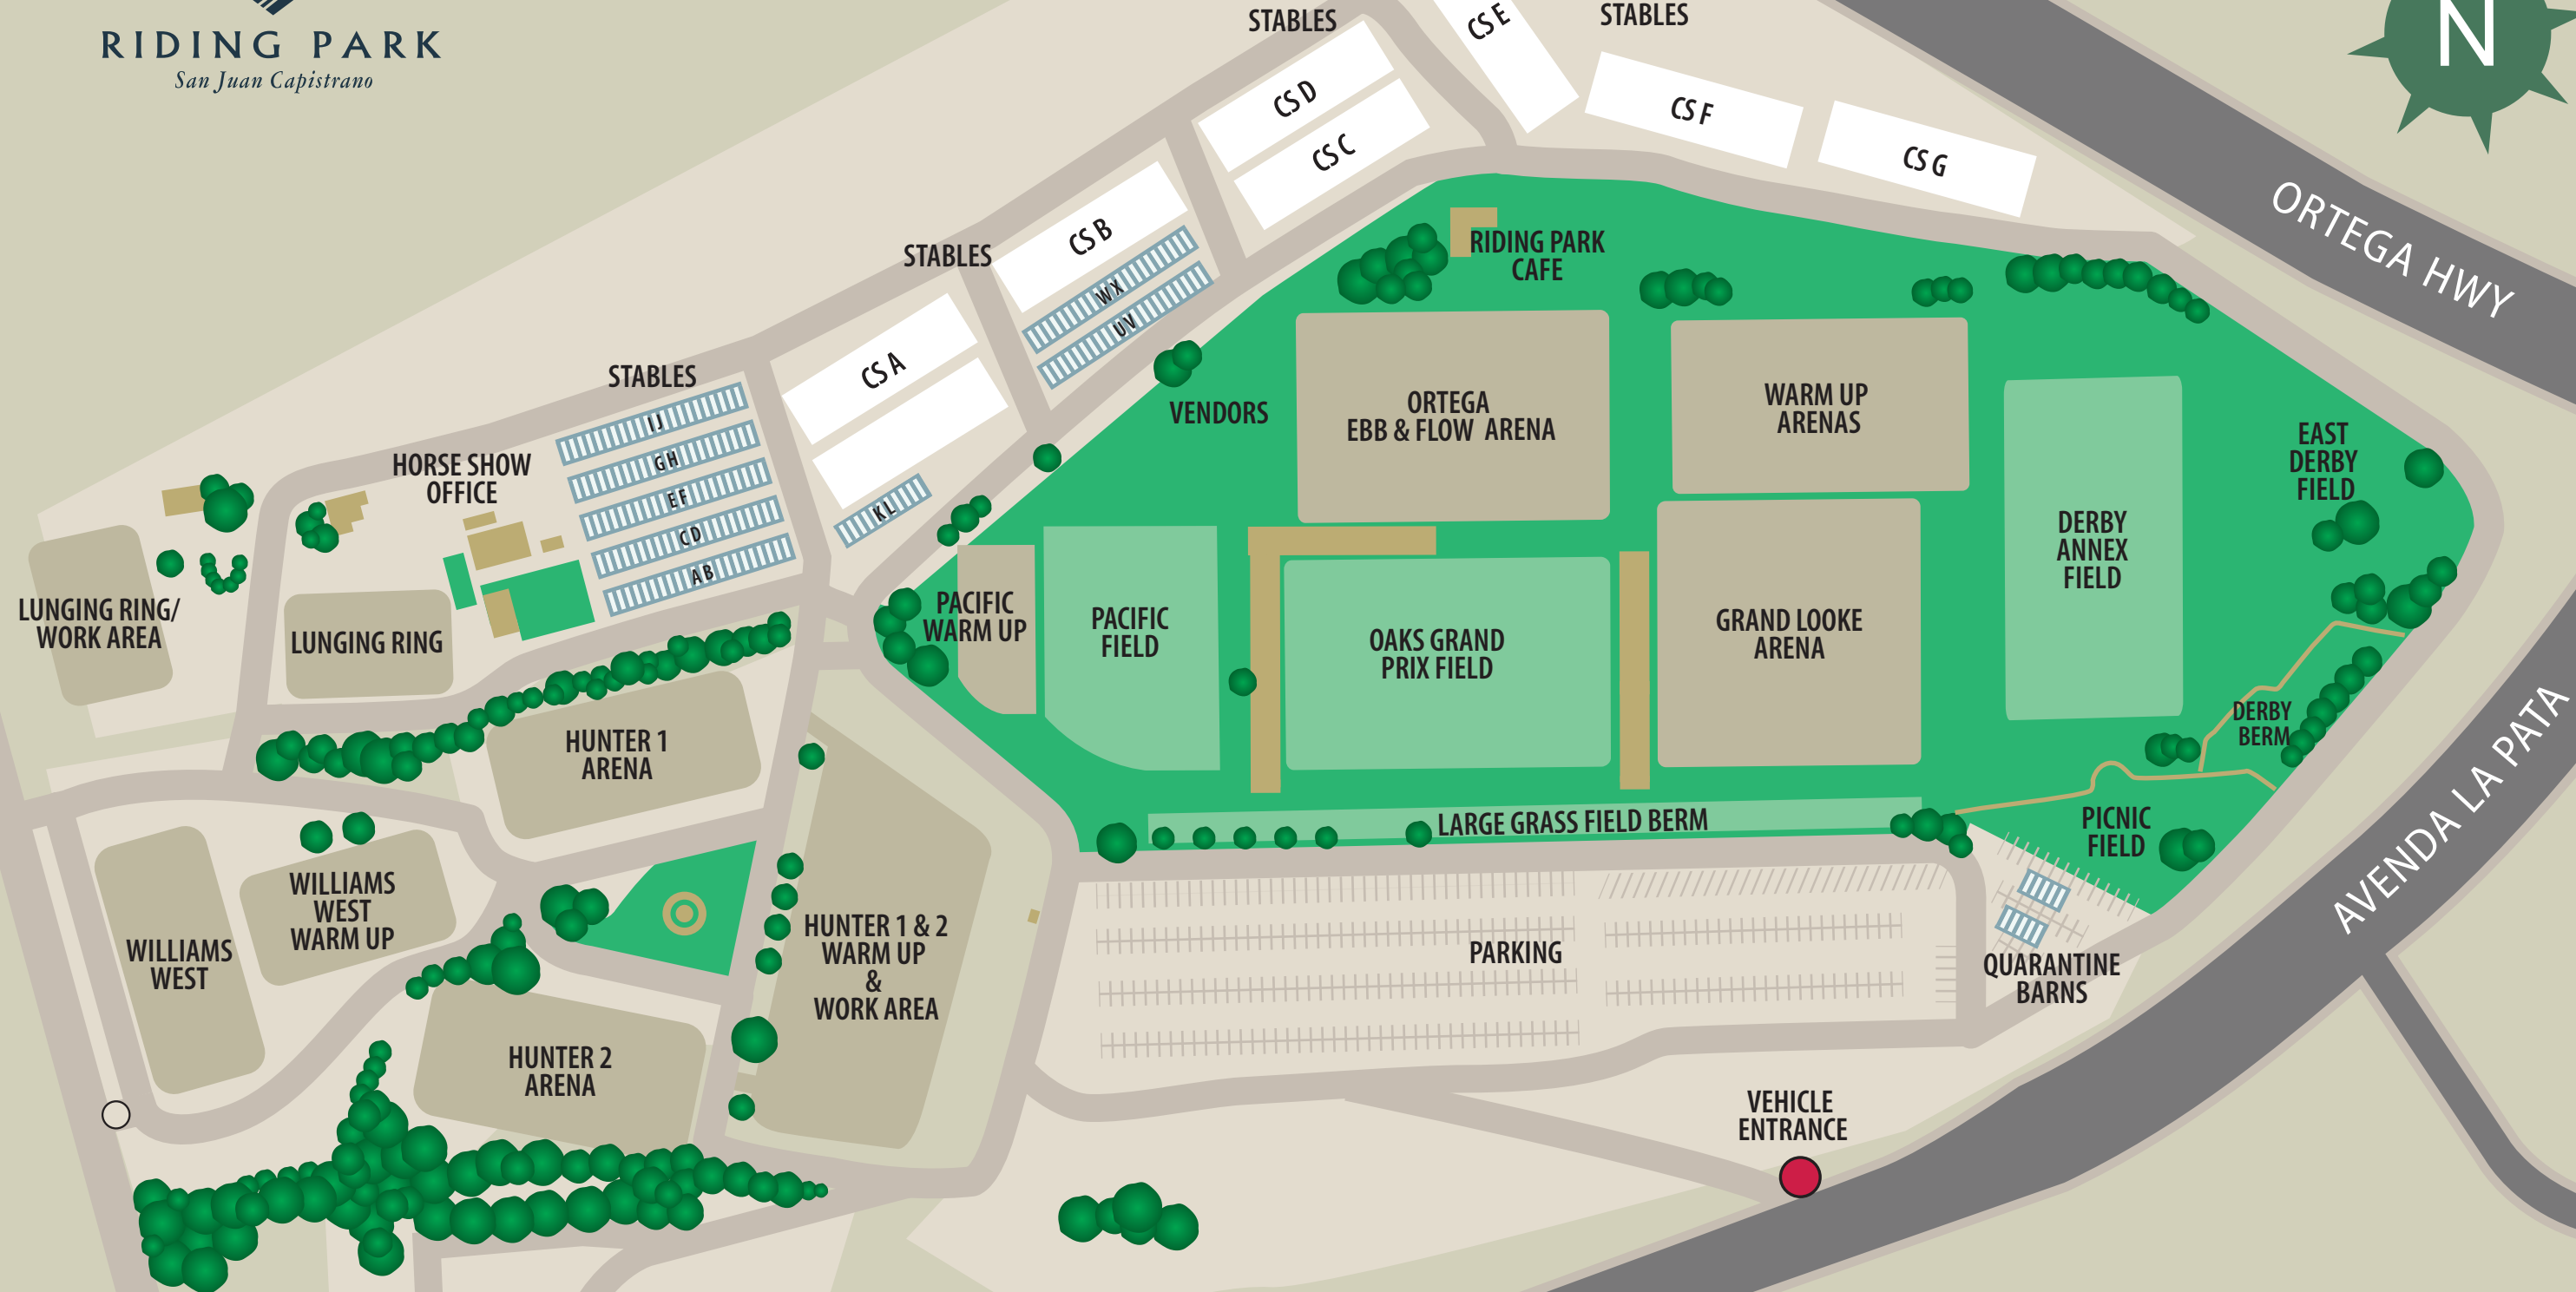 RIDING PARK
San Juan Capistrano
STABLES
STABLES
CS E
N
CS D
CS C
CS F
CS G
ORTEGA HWY
CS B
STABLES
WX
UV
RIDING PARK
CAFE
CS A
STABLES
IJ
GH
EF
CD
AB
KL
HORSE SHOW
OFFICE
VENDORS
ORTEGA
EBB & FLOW ARENA
WARM UP
ARENAS
EAST
DERBY
FIELD
DERBY
ANNEX
FIELD
LUNGING RING/
WORK AREA
LUNGING RING
PACIFIC
WARM UP
PACIFIC
FIELD
OAKS GRAND
PRIX FIELD
GRAND LOOKE
ARENA
DERBY
BERM
HUNTER 1
ARENA
LARGE GRASS FIELD BERM
PICNIC
FIELD
AVENDA LA PATA
WILLIAMS
WEST
WARM UP
WILLIAMS
WEST
HUNTER 1 & 2
WARM UP
&
WORK AREA
PARKING
QUARANTINE
BARNS
HUNTER 2
ARENA
VEHICLE
ENTRANCE